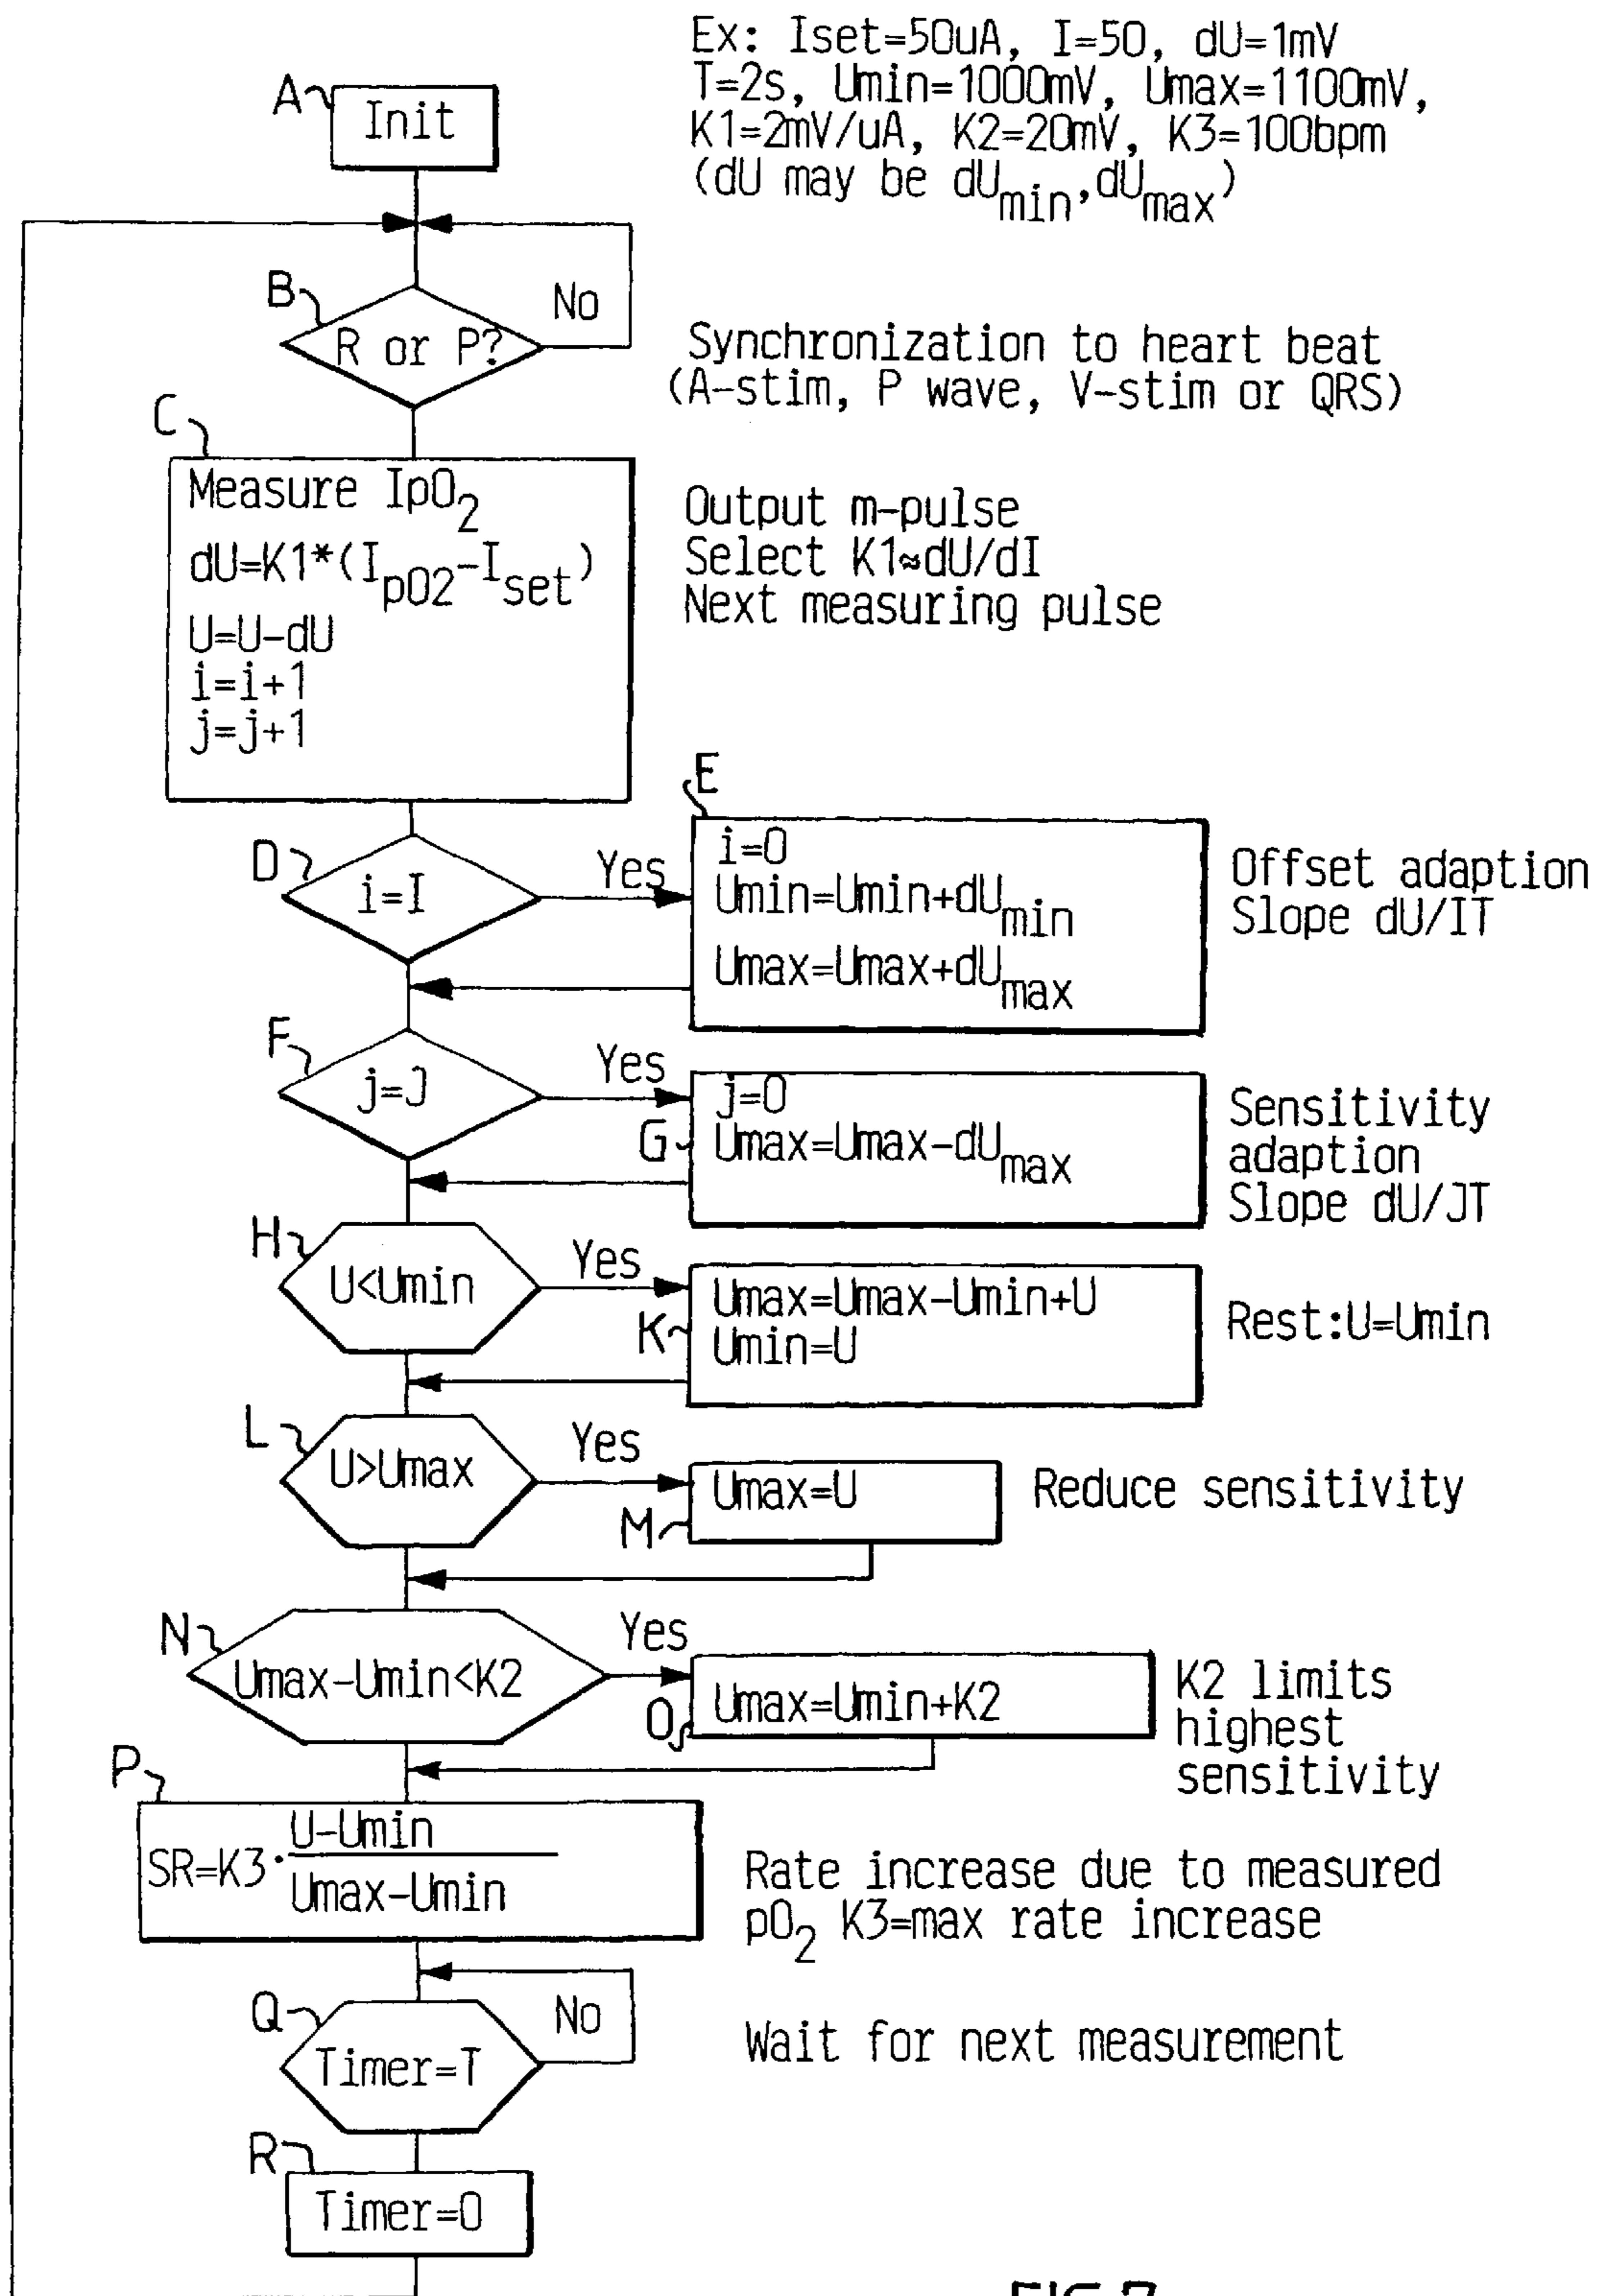 Ex: Iset=50uA, I=50, dU=1mV
T=2s, Umin=1000mV, Umax=1100mV,
K1=2mV/uA, K2=20mV, K3=100bpm
(dU may be dUmin,dUmax)
A
Init
B
No
R or P?
Synchronization to heart beat
(A-stim, P wave, V-stim or QRS)
C
Measure IpO2
dU=K1*(IpO2-Iset)
U=U-dU
i=i+1
j=j+1
Output m-pulse
Select K1≈dU/dI
Next measuring pulse
D
i=I
Yes
E
i=0
Umin=Umin+dUmin
Umax=Umax+dUmax
Offset adaption
Slope dU/IT
F
j=J
Yes
G
j=0
Umax=Umax-dUmax
Sensitivity
adaption
Slope dU/JT
H
U<Umin
Yes
K
Umax=Umax-Umin+U
Umin=U
Rest:U=Umin
L
U>Umax
Yes
M
Umax=U
Reduce sensitivity
N
Umax-Umin<K2
Yes
O
Umax=Umin+K2
K2 limits
highest
sensitivity
P
SR=K3·
U-Umin
Umax-Umin
Rate increase due to measured
pO2 K3=max rate increase
Q
No
Timer=T
Wait for next measurement
R
Timer=0